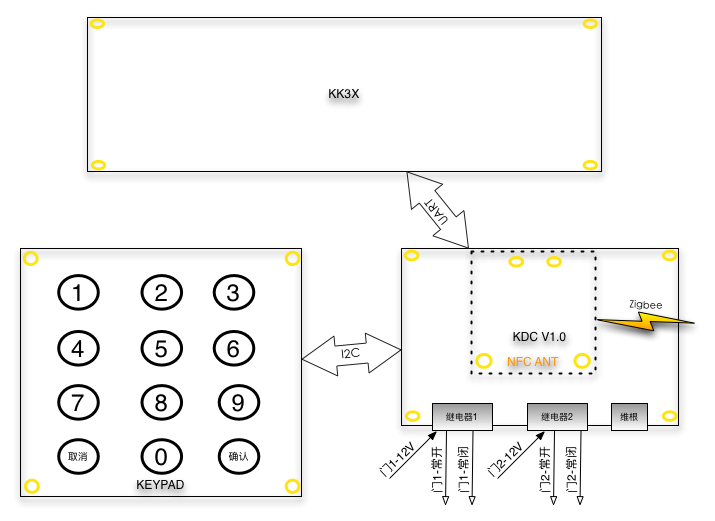 KK3X
UART
1
2
3
4
5
6
7
8
9
取消
0
确认
KEYPAD
I2C
Zigbee
KDC V1.0
NFC ANT
继电器1
继电器2
维根
门1-12V
门1-常开
门1-常闭
门2-12V
门2-常开
门2-常闭